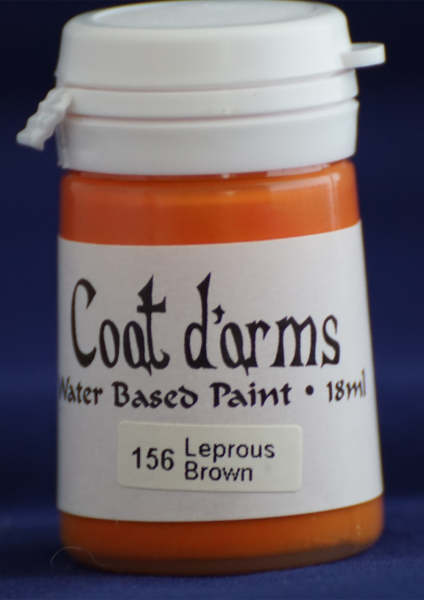 Coat d'arms
Water Based Paint • 18ml
156 Leprous
Brown